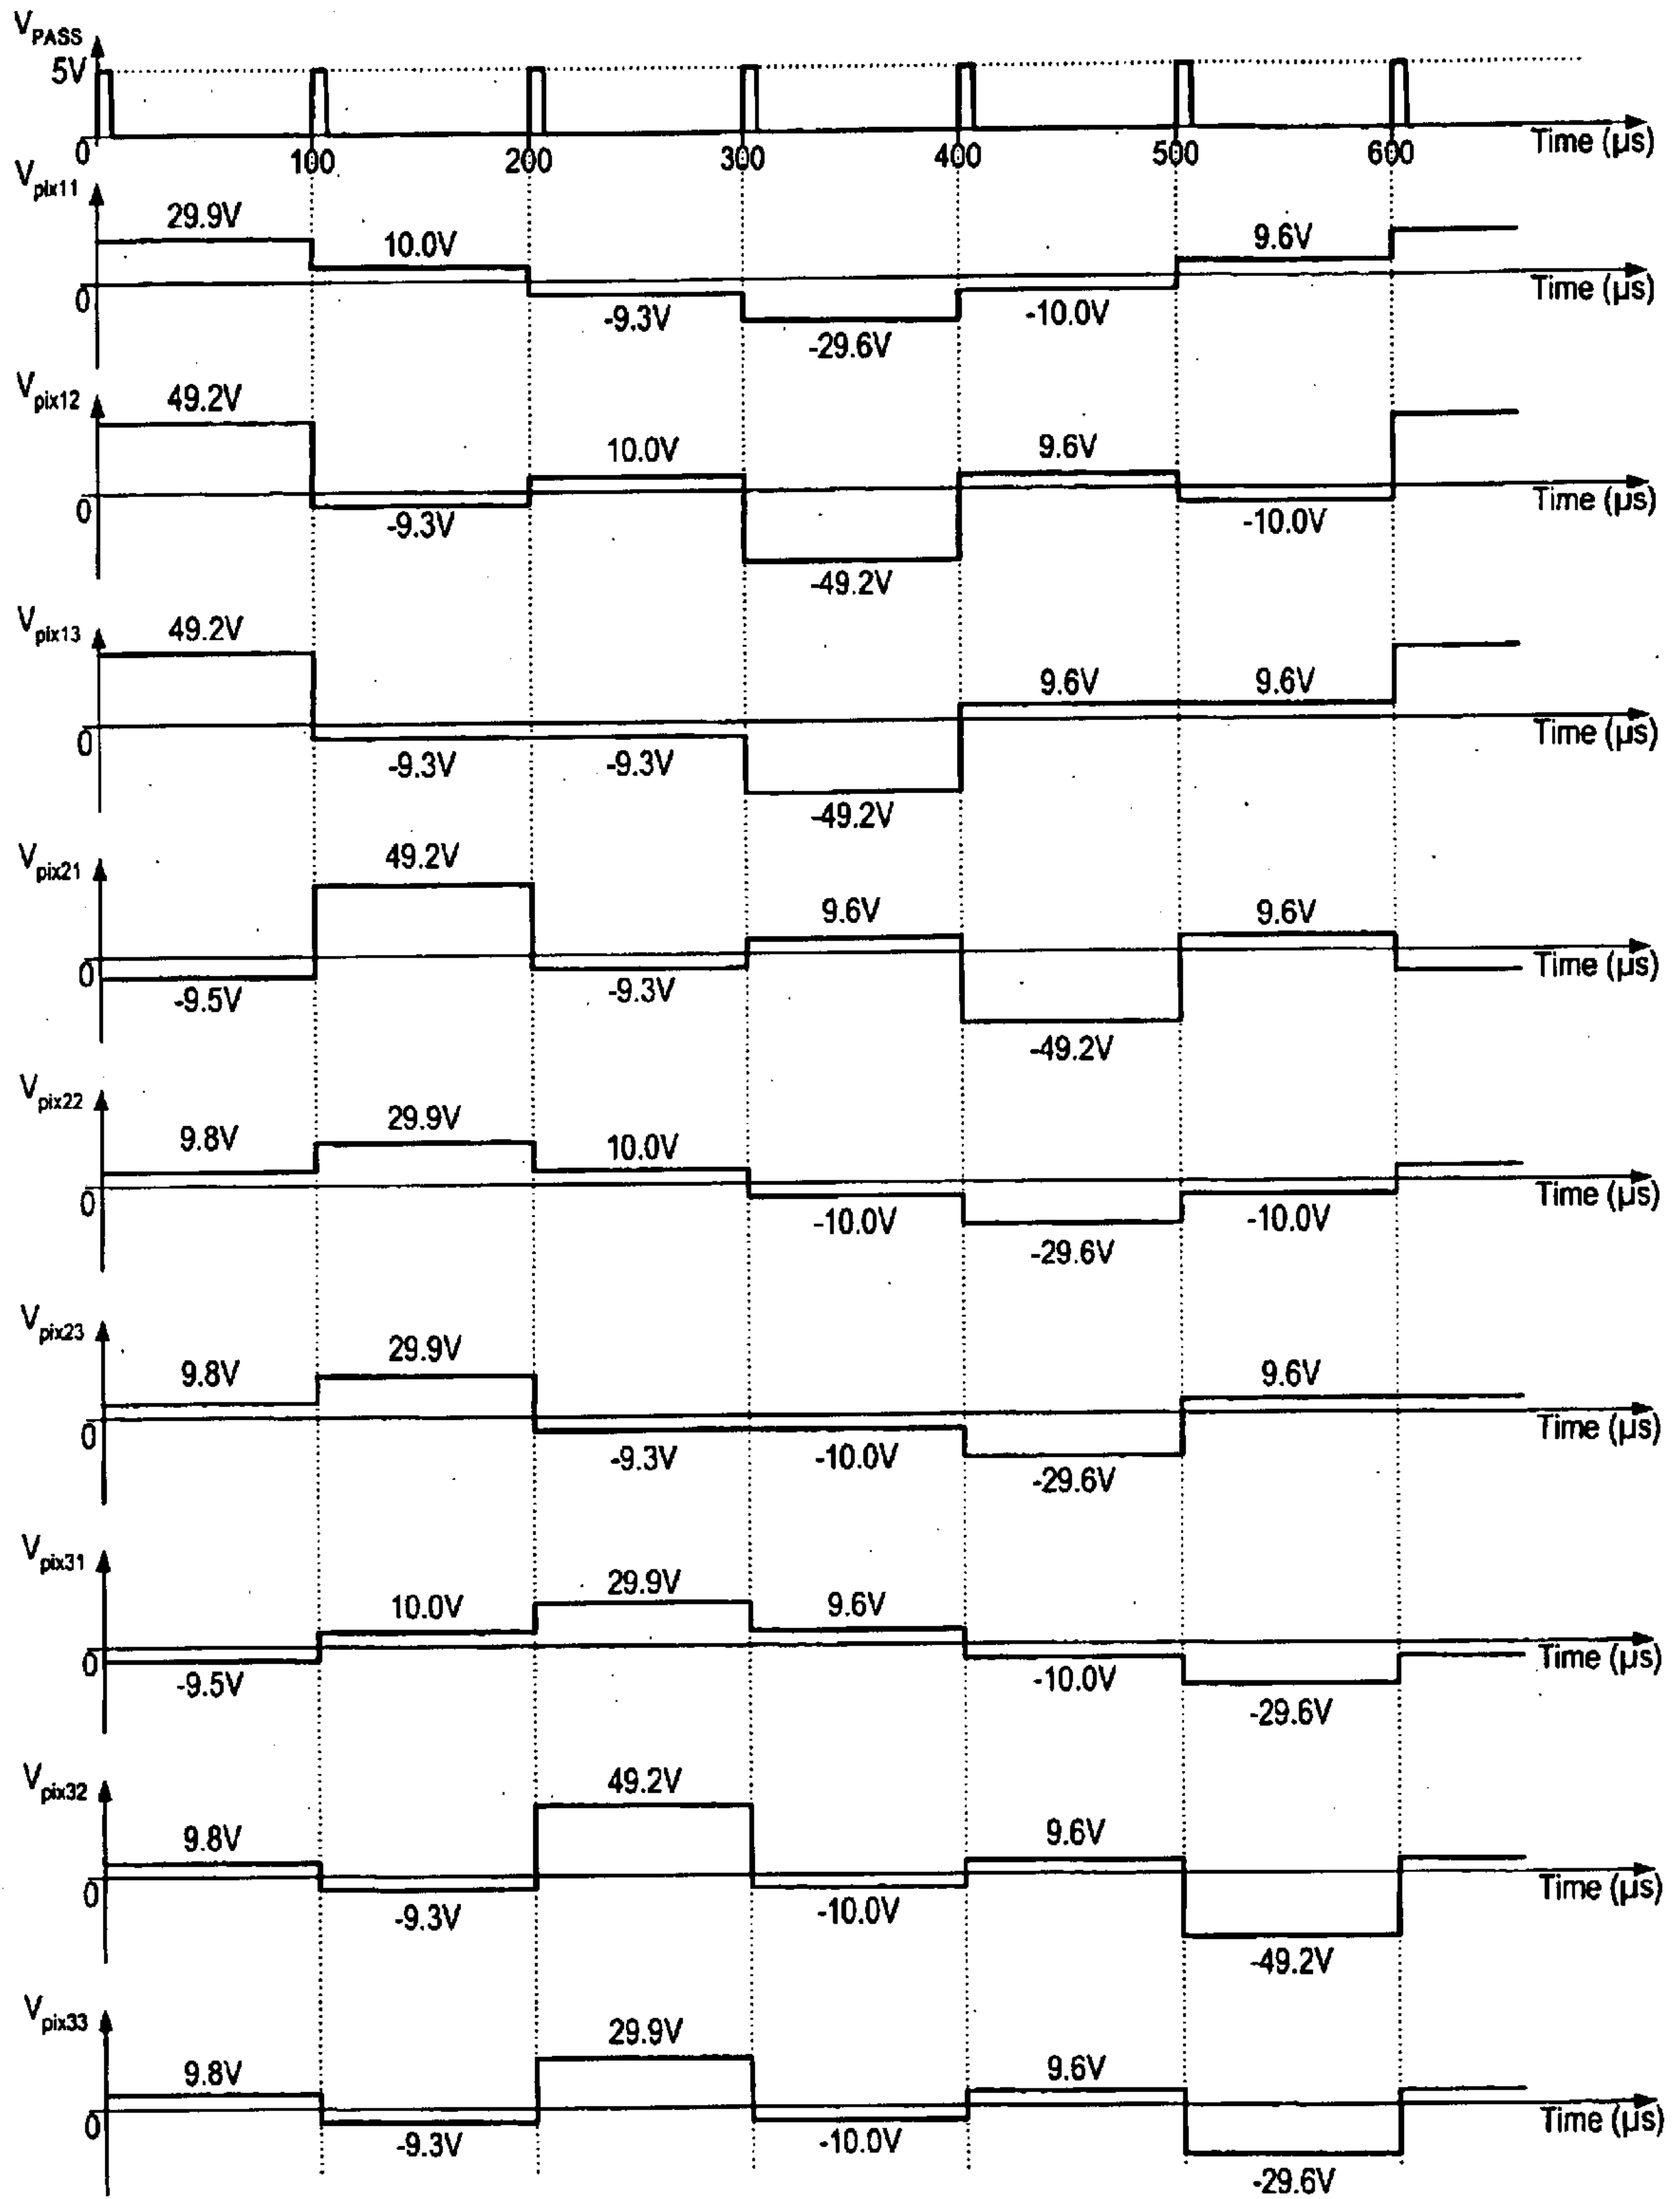 V_PASS
5V
0
100 200 300 400 500 600 Time (µs)
V_pix11
29.9V 10.0V 9.6V
0 Time (µs)
-9.3V -29.6V -10.0V
V_pix12
49.2V 10.0V 9.6V
0 Time (µs)
-9.3V -49.2V -10.0V
V_pix13
49.2V 9.6V 9.6V
0 Time (µs)
-9.3V -9.3V -49.2V
V_pix21
49.2V 9.6V 9.6V
0 Time (µs)
-9.5V -9.3V -49.2V
V_pix22
9.8V 29.9V 10.0V
0 Time (µs)
-10.0V -29.6V -10.0V
V_pix23
9.8V 29.9V 9.6V
0 Time (µs)
-9.3V -10.0V -29.6V
V_pix31
10.0V 29.9V 9.6V
0 Time (µs)
-9.5V -10.0V -29.6V
V_pix32
9.8V 49.2V 9.6V
0 Time (µs)
-9.3V -10.0V -49.2V
V_pix33
9.8V 29.9V 9.6V
0 Time (µs)
-9.3V -10.0V -29.6V